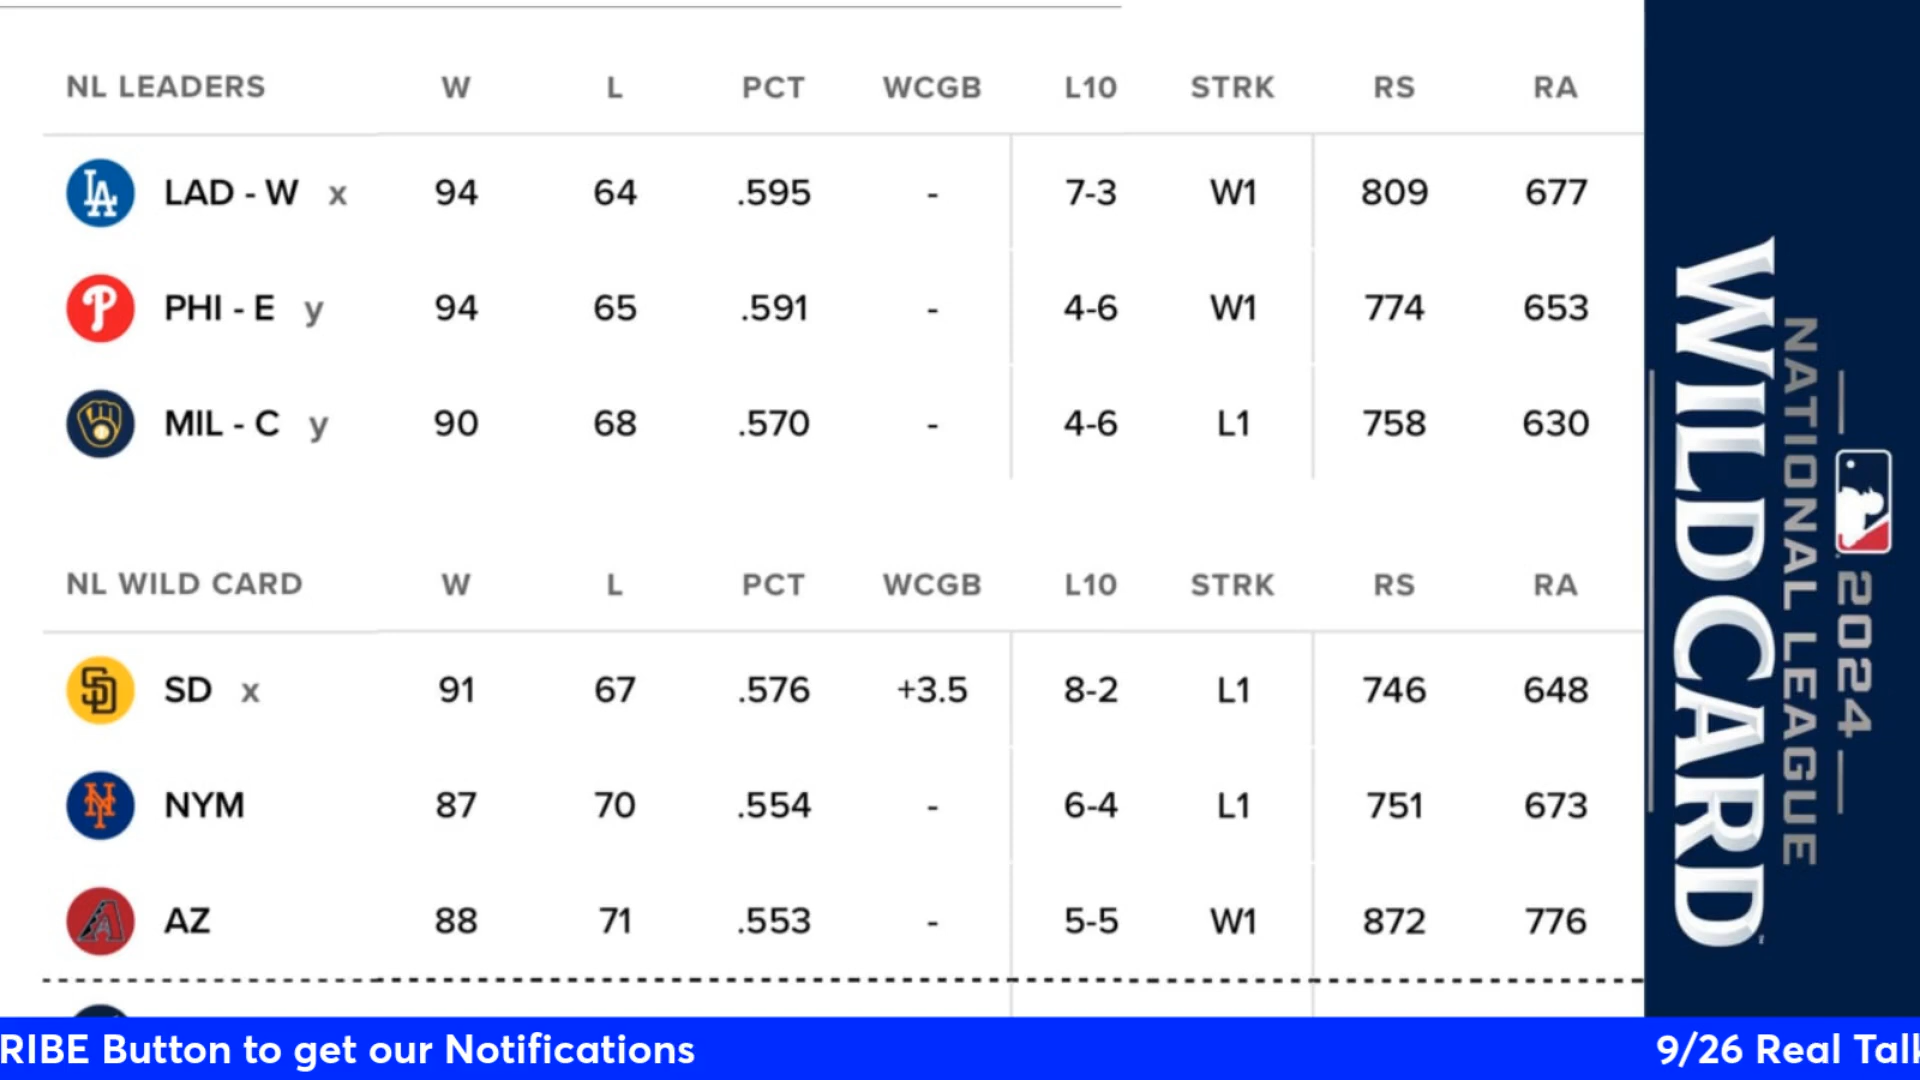 NL LEADERS W L PCT WCGB L10 STRK RS RA
LAD - W x 94 64 .595 - 7-3 W1 809 677
PHI - E y 94 65 .591 - 4-6 W1 774 653
MIL - C y 90 68 .570 - 4-6 L1 758 630
NL WILD CARD W L PCT WCGB L10 STRK RS RA
SD x 91 67 .576 +3.5 8-2 L1 746 648
NYM 87 70 .554 - 6-4 L1 751 673
AZ 88 71 .553 - 5-5 W1 872 776
2024
NATIONAL LEAGUE
WILD CARD
RIBE Button to get our Notifications
9/26 Real Talk